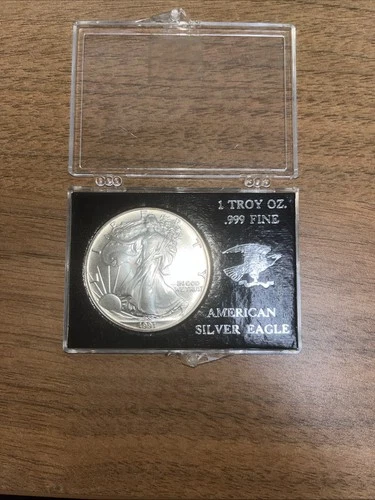 1 TROY OZ.
.999 FINE
AMERICAN
SILVER EAGLE